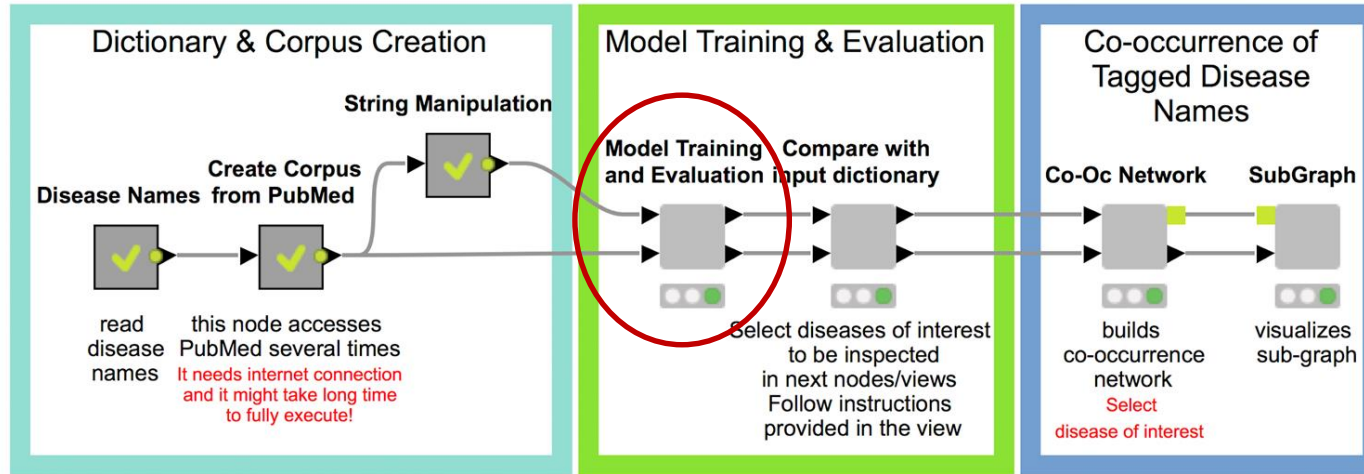 Dictionary & Corpus Creation
String Manipulation
Create Corpus
from PubMed
Disease Names
read
disease
names
this node accesses
PubMed several times
It needs internet connection
and it might take long time
to fully execute!
Model Training & Evaluation
Model Training
and Evaluation
Compare with
input dictionary
Select diseases of interest
to be inspected
in next nodes/views
Follow instructions
provided in the view
Co-occurrence of
Tagged Disease
Names
Co-Oc Network
SubGraph
builds
co-occurrence
network
Select
disease of interest
visualizes
sub-graph